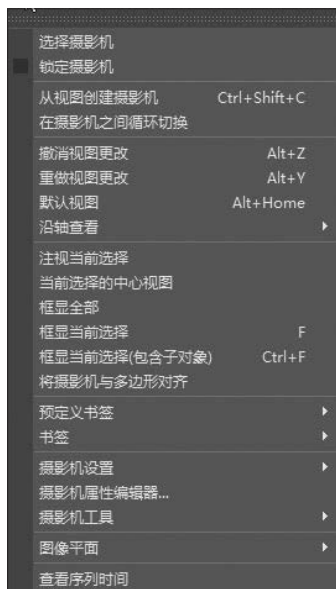 选择摄影机
锁定摄影机
从视图创建摄影机 Ctrl+Shift+C
在摄影机之间循环切换
撤消视图更改 Alt+Z
重做视图更改 Alt+Y
默认视图 Alt+Home
沿轴查看
注视当前选择
当前选择的中心视图
框显全部
框显当前选择 F
框显当前选择(包含子对象) Ctrl+F
将摄影机与多边形对齐
预定义书签
书签
摄影机设置
摄影机属性编辑器...
摄影机工具
图像平面
查看序列时间